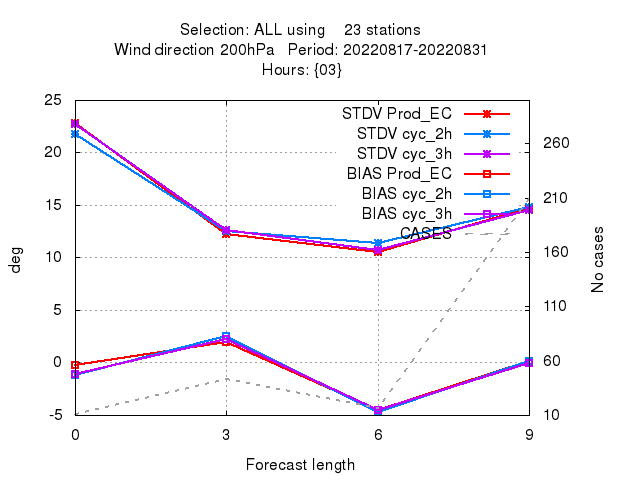 Selection: ALL using    23 stations
Wind direction 200hPa   Period: 20220817-20220831
Hours: {03}
25
20
15
10
5
0
-5
deg
STDV Prod_EC
STDV cyc_2h
STDV cyc_3h
BIAS Prod_EC
BIAS cyc_2h
BIAS cyc_3h
CASES
260
210
160
110
60
10
No cases
0 3 6 9
Forecast length